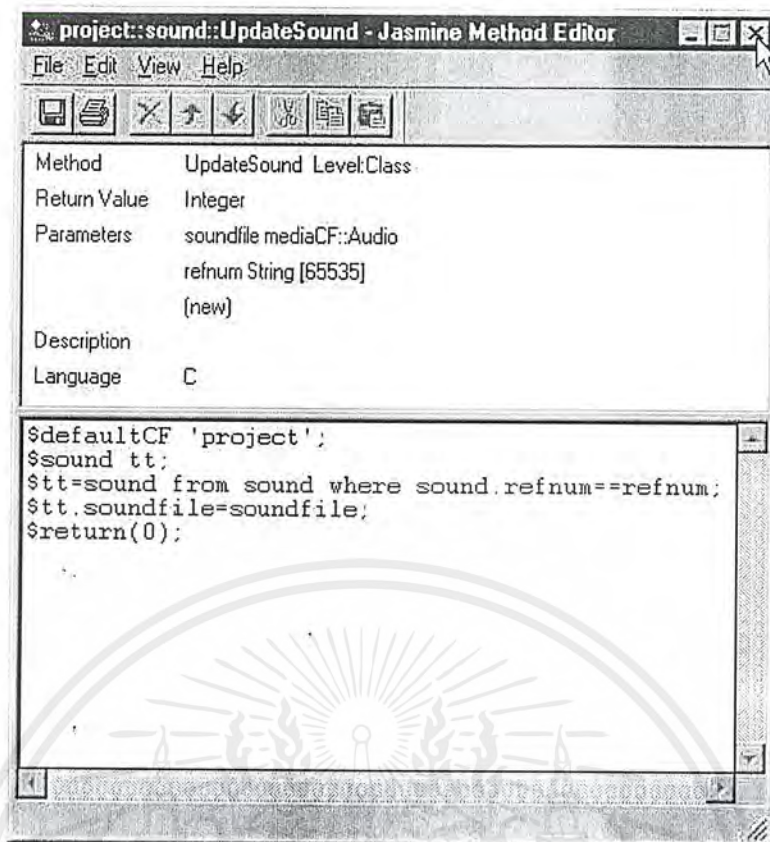 project::sound::UpdateSound - Jasmine Method Editor
File Edit View Help
Method UpdateSound Level:Class
Return Value Integer
Parameters soundfile mediaCF::Audio
refnum String [65535]
(new)
Description
Language C
$defaultCF 'project';
$sound tt;
$tt=sound from sound where sound.refnum==refnum;
$tt.soundfile=soundfile;
$return(0);